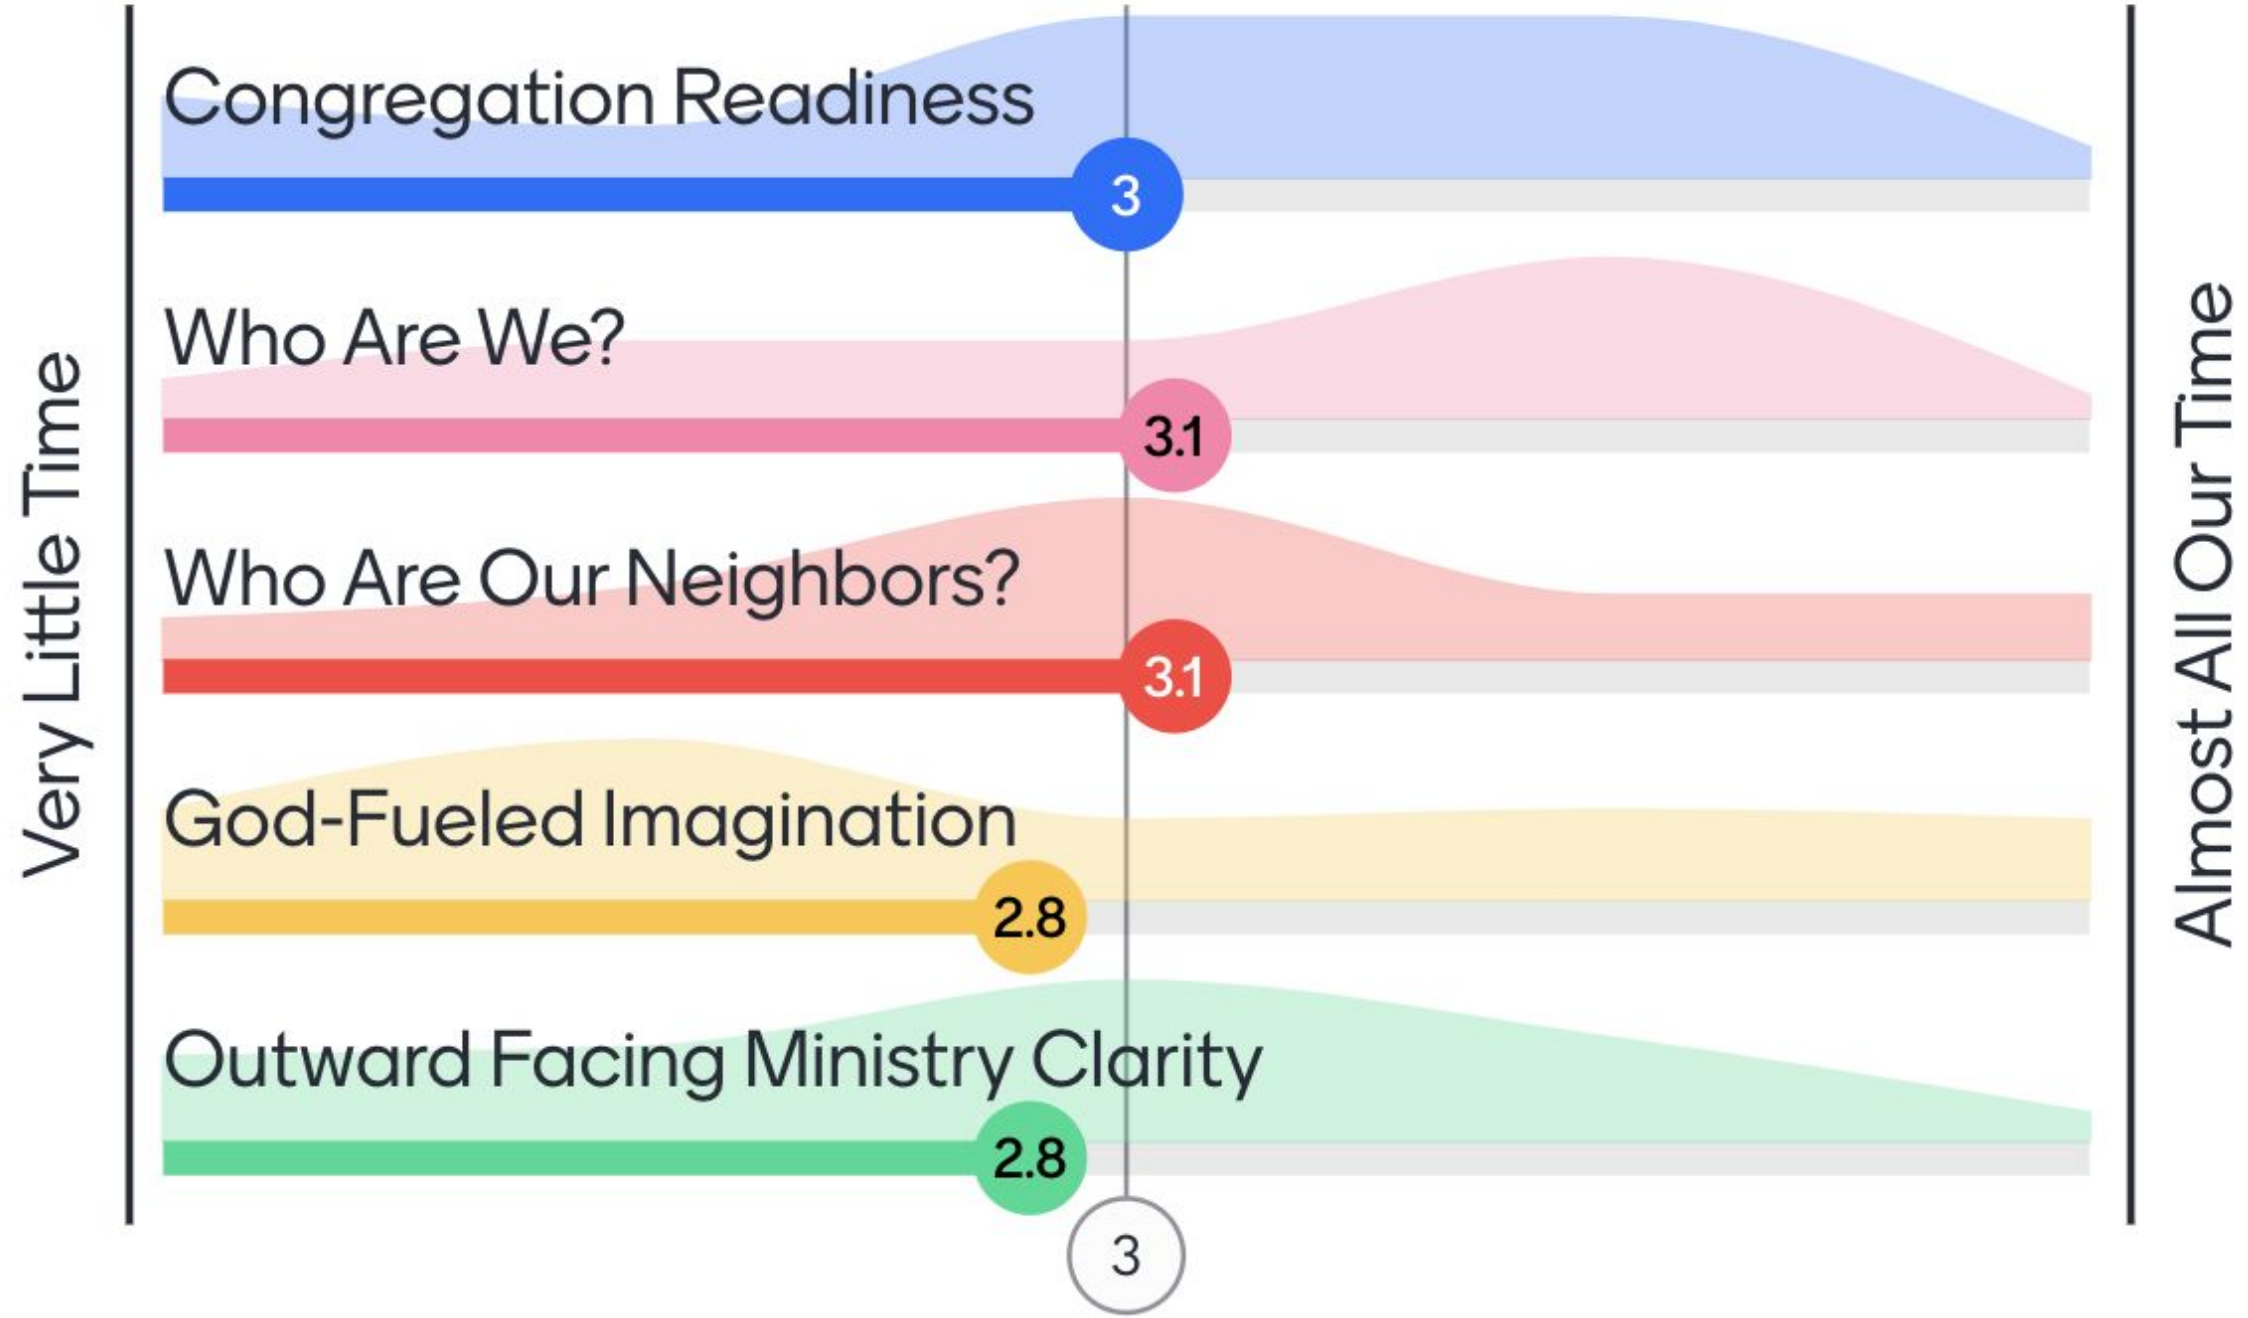 Very Little Time
Congregation Readiness
3
Who Are We?
3.1
Who Are Our Neighbors?
3.1
God-Fueled Imagination
2.8
Outward Facing Ministry Clarity
2.8
3
Almost All Our Time